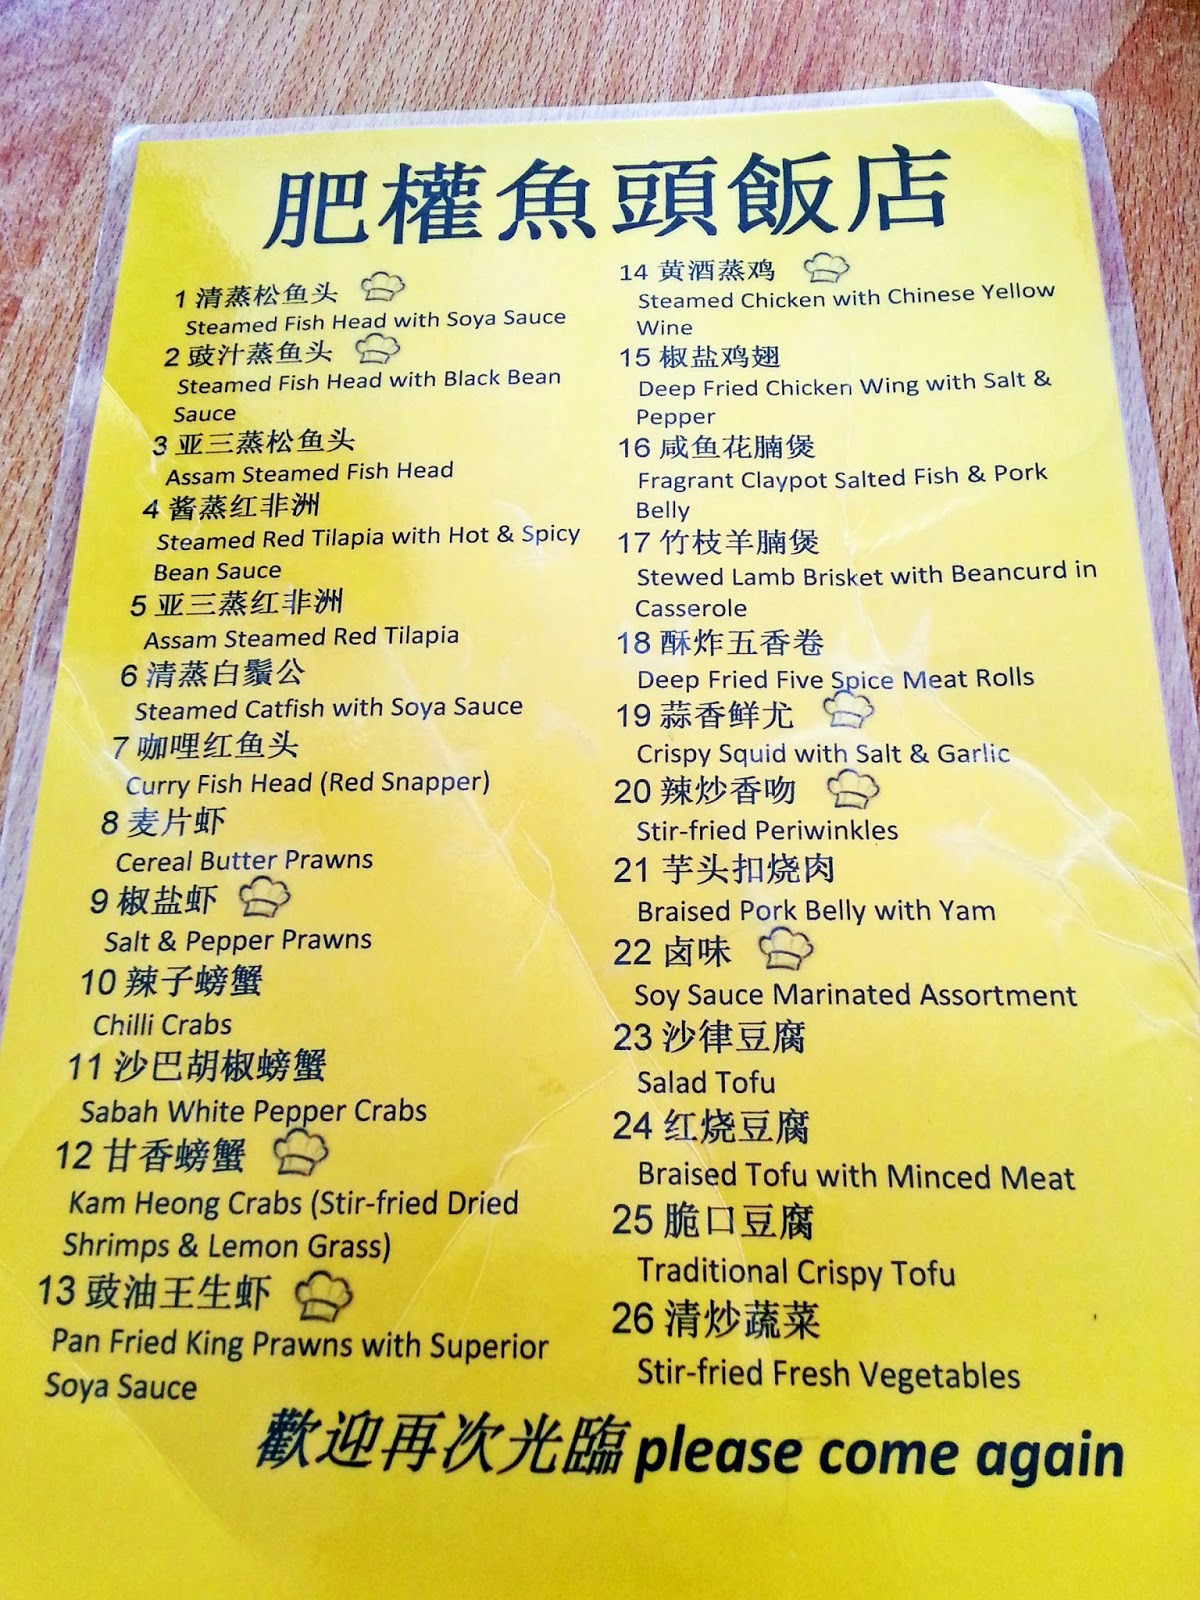 肥權魚頭飯店
1 清蒸松鱼头
Steamed Fish Head with Soya Sauce
2 豉汁蒸鱼头
Steamed Fish Head with Black Bean
Sauce
3 亚三蒸松鱼头
Assam Steamed Fish Head
4 酱蒸红非洲
Steamed Red Tilapia with Hot & Spicy
Bean Sauce
5 亚三蒸红非洲
Assam Steamed Red Tilapia
6 清蒸白鬚公
Steamed Catfish with Soya Sauce
7 咖哩红鱼头
Curry Fish Head (Red Snapper)
8 麦片虾
Cereal Butter Prawns
9 椒盐虾
Salt & Pepper Prawns
10 辣子螃蟹
Chilli Crabs
11 沙巴胡椒螃蟹
Sabah White Pepper Crabs
12 甘香螃蟹
Kam Heong Crabs (Stir-fried Dried
Shrimps & Lemon Grass)
13 豉油王生虾
Pan Fried King Prawns with Superior
Soya Sauce
14 黄酒蒸鸡
Steamed Chicken with Chinese Yellow
Wine
15 椒盐鸡翅
Deep Fried Chicken Wing with Salt &
Pepper
16 咸鱼花腩煲
Fragrant Claypot Salted Fish & Pork
Belly
17 竹枝羊腩煲
Stewed Lamb Brisket with Beancurd in
Casserole
18 酥炸五香卷
Deep Fried Five Spice Meat Rolls
19 蒜香鲜尤
Crispy Squid with Salt & Garlic
20 辣炒香吻
Stir-fried Periwinkles
21 芋头扣烧肉
Braised Pork Belly with Yam
22 卤味
Soy Sauce Marinated Assortment
23 沙律豆腐
Salad Tofu
24 红烧豆腐
Braised Tofu with Minced Meat
25 脆口豆腐
Traditional Crispy Tofu
26 清炒蔬菜
Stir-fried Fresh Vegetables
歡迎再次光臨 please come again